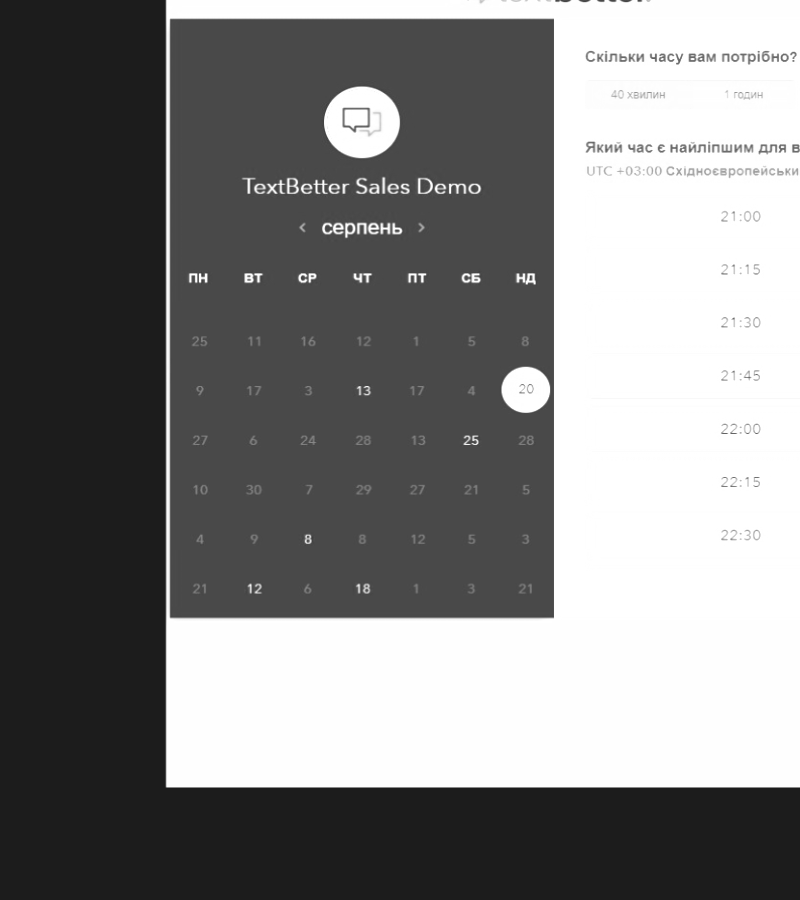 TextBetter Sales Demo
‹ серпень ›
ПН ВТ СР ЧТ ПТ СБ НД
25 11 16 12 1 5 8
9 17 3 13 17 4 20
27 6 24 28 13 25 28
10 30 7 29 27 21 5
4 9 8 8 12 5 3
21 12 6 18 1 3 21
Скільки часу вам потрібно?
40 хвилин 1 годин
Який час є найліпшим для в
UTC +03:00 Східноєвропейськи
21:00
21:15
21:30
21:45
22:00
22:15
22:30